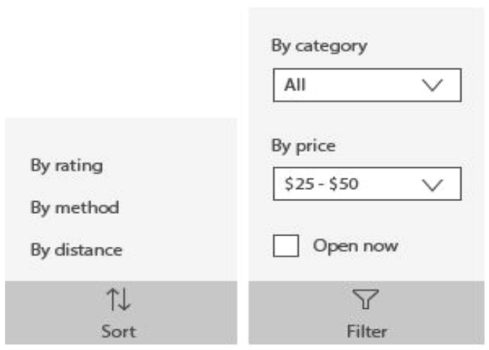 By rating
By method
By distance
Sort
By category
All
By price
$25 - $50
Open now
Filter